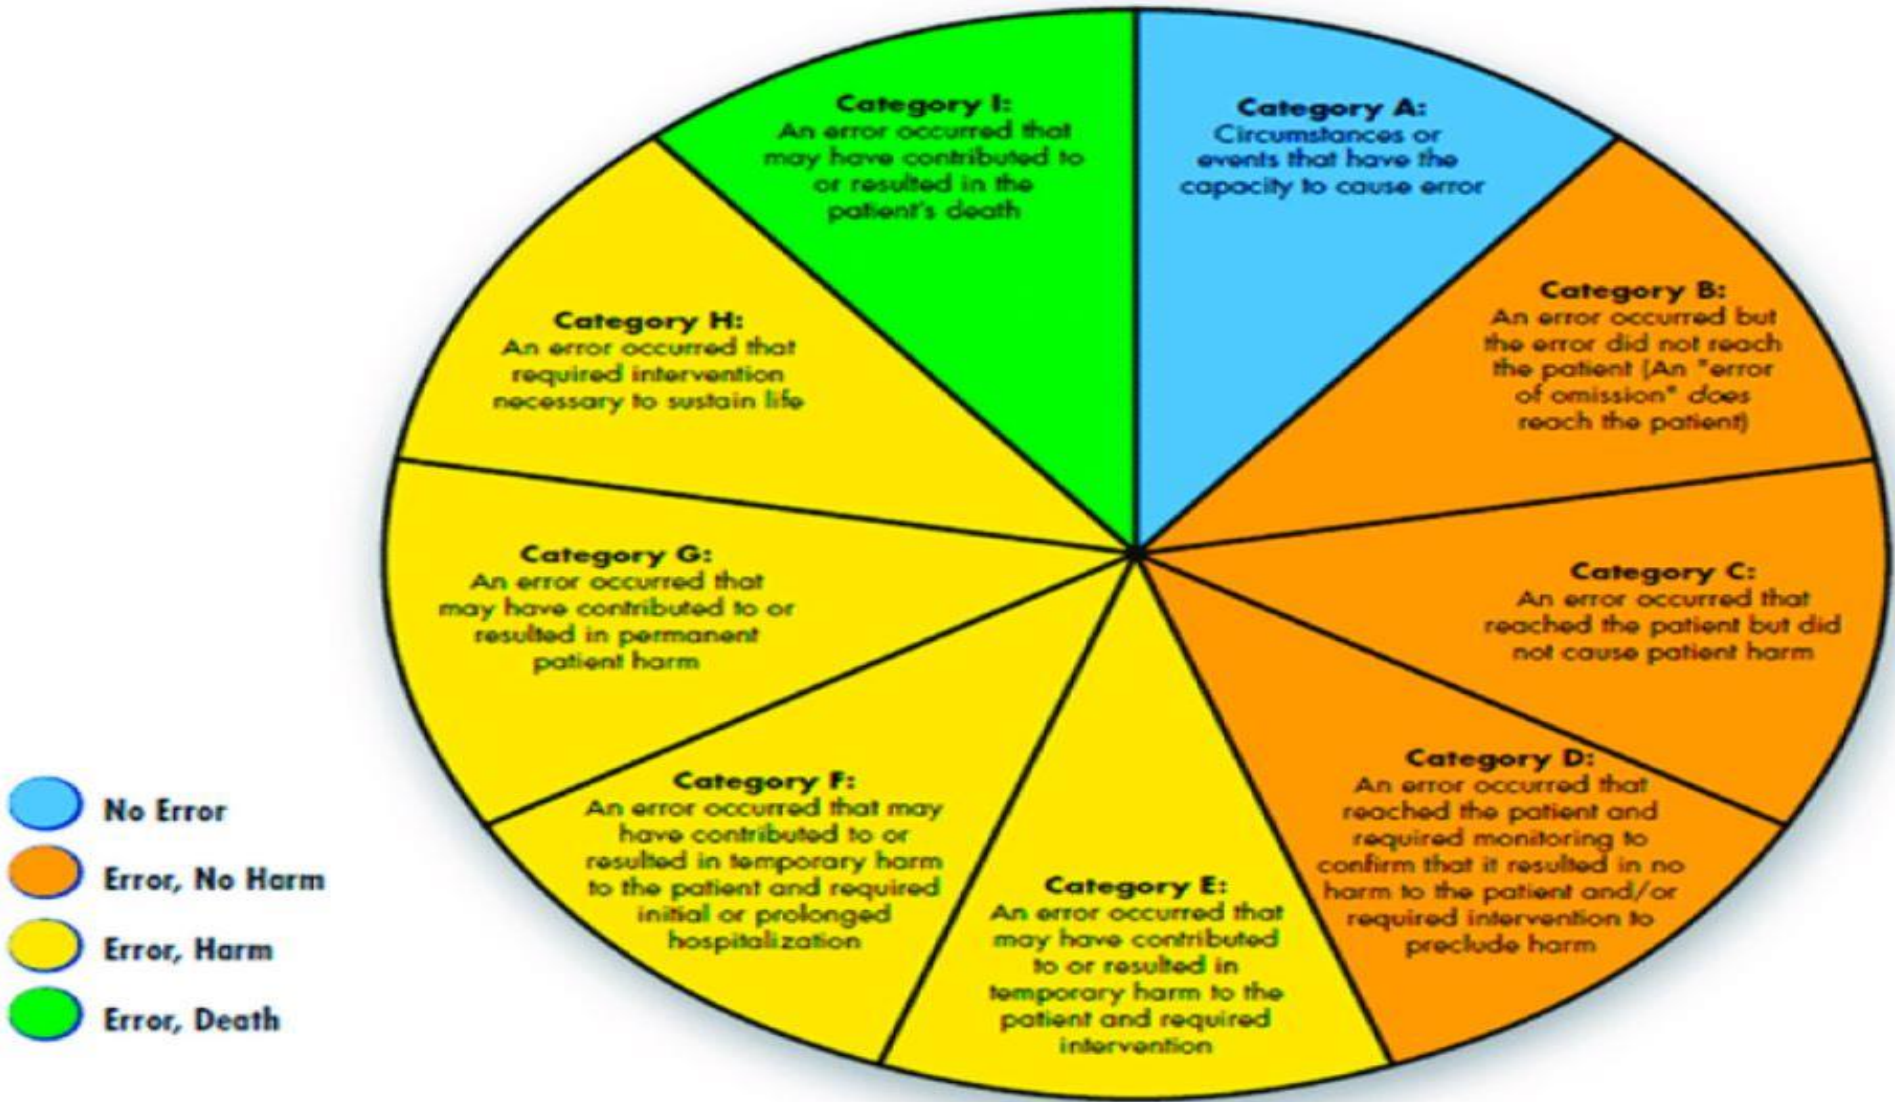 Category I:
An error occurred that
may have contributed to
or resulted in the
patient's death
Category A:
Circumstances or
events that have the
capacity to cause error
Category B:
An error occurred but
the error did not reach
the patient (An "error
of omission" does
reach the patient)
Category H:
An error occurred that
required intervention
necessary to sustain life
Category G:
An error occurred that
may have contributed to or
resulted in permanent
patient harm
Category C:
An error occurred that
reached the patient but did
not cause patient harm
Category F:
An error occurred that may
have contributed to or
resulted in temporary harm
to the patient and required
initial or prolonged
hospitalization
Category E:
An error occurred that
may have contributed
to or resulted in
temporary harm to the
patient and required
intervention
Category D:
An error occurred that
reached the patient and
required monitoring to
confirm that it resulted in no
harm to the patient and/or
required intervention to
preclude harm
No Error
Error, No Harm
Error, Harm
Error, Death